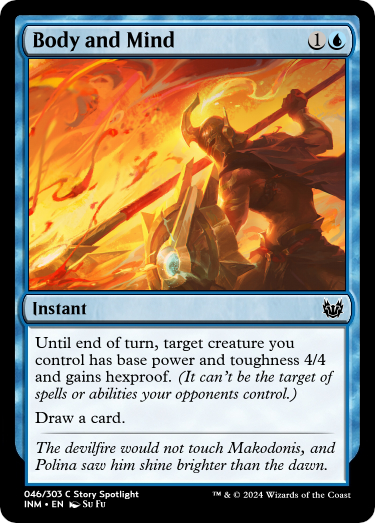 Body and Mind 1
Instant
Until end of turn, target creature you
control has base power and toughness 4/4
and gains hexproof. (It can't be the target of
spells or abilities your opponents control.)
Draw a card.
The devilfire would not touch Makodonis, and
Polina saw him shine brighter than the dawn.
046/303 C Story Spotlight
INM • EN Su Fu
™ & © 2024 Wizards of the Coast